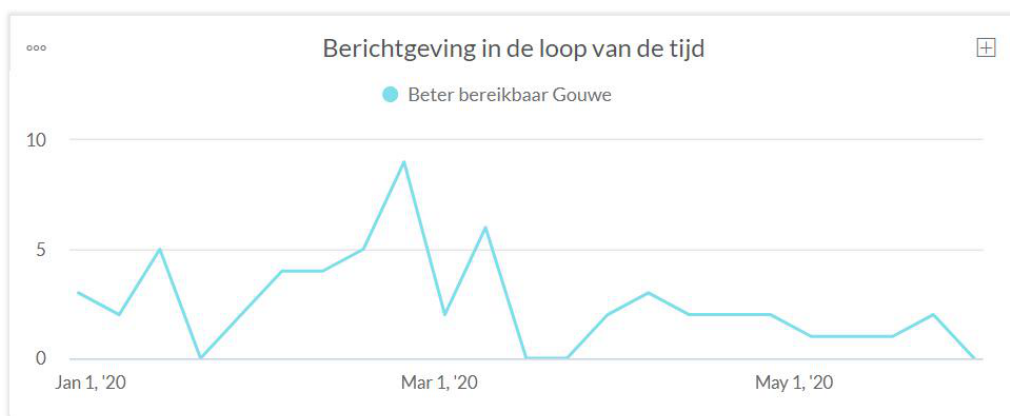 Berichtgeving in de loop van de tijd
Beter bereikbaar Gouwe
10
5
0
Jan 1, '20
Mar 1, '20
May 1, '20